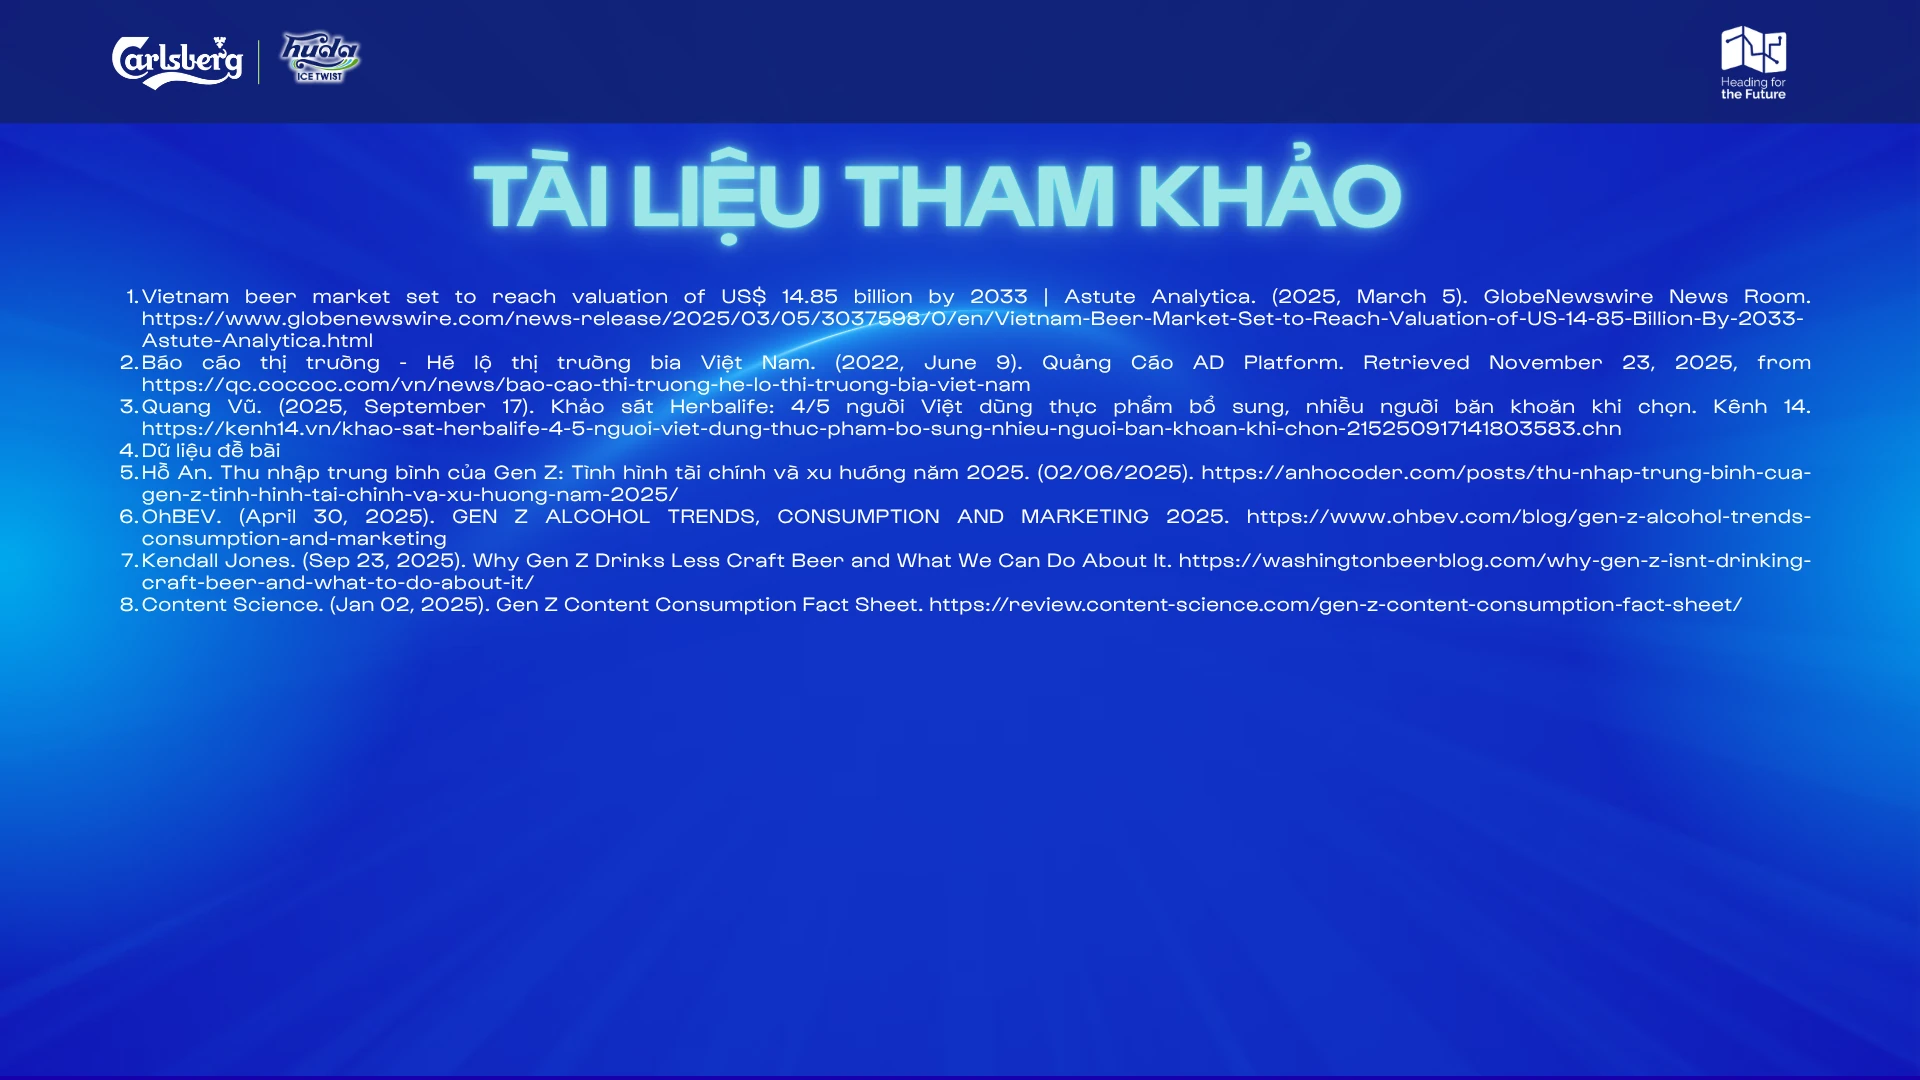 Carlsberg
huda
ICE TWIST
Heading for
the Future
TÀI LIỆU THAM KHẢO
1. Vietnam beer market set to reach valuation of US$ 14.85 billion by 2033 | Astute Analytica. (2025, March 5). GlobeNewswire News Room.
https://www.globenewswire.com/news-release/2025/03/05/3037598/0/en/Vietnam-Beer-Market-Set-to-Reach-Valuation-of-US-14-85-Billion-By-2033-
Astute-Analytica.html
2. Báo cáo thị trường - Hé lộ thị trường bia Việt Nam. (2022, June 9). Quảng Cáo AD Platform. Retrieved November 23, 2025, from
https://qc.coccoc.com/vn/news/bao-cao-thi-truong-he-lo-thi-truong-bia-viet-nam
3. Quang Vũ. (2025, September 17). Khảo sát Herbalife: 4/5 người Việt dùng thực phẩm bổ sung, nhiều người băn khoăn khi chọn. Kênh 14.
https://kenh14.vn/khao-sat-herbalife-4-5-nguoi-viet-dung-thuc-pham-bo-sung-nhieu-nguoi-ban-khoan-khi-chon-215250917141803583.chn
4. Dữ liệu đề bài
5. Hồ An. Thu nhập trung bình của Gen Z: Tình hình tài chính và xu hướng năm 2025. (02/06/2025). https://anhocoder.com/posts/thu-nhap-trung-binh-cua-
gen-z-tinh-hinh-tai-chinh-va-xu-huong-nam-2025/
6. OhBEV. (April 30, 2025). GEN Z ALCOHOL TRENDS, CONSUMPTION AND MARKETING 2025. https://www.ohbev.com/blog/gen-z-alcohol-trends-
consumption-and-marketing
7. Kendall Jones. (Sep 23, 2025). Why Gen Z Drinks Less Craft Beer and What We Can Do About It. https://washingtonbeerblog.com/why-gen-z-isnt-drinking-
craft-beer-and-what-to-do-about-it/
8. Content Science. (Jan 02, 2025). Gen Z Content Consumption Fact Sheet. https://review.content-science.com/gen-z-content-consumption-fact-sheet/